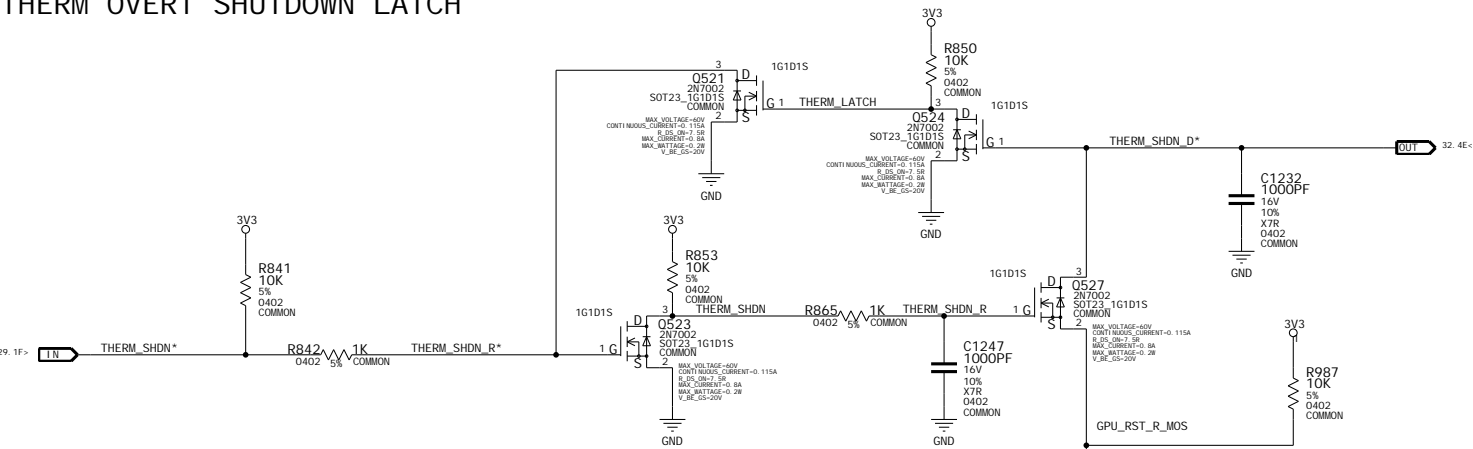 THERM OVERT SHUTDOWN LATCH
3V3
R850
10K
5%
0402
COMMON
1G1D1S
3
D
Q521
2N7002
SOT23_1G1D1S
COMMON
G 1
THERM_LATCH
2
S
MAX_VOLTAGE=60V
CONTINUOUS_CURRENT=0.115A
R_DS_ON=7.5R
MAX_CURRENT=0.8A
MAX_WATTAGE=0.2W
V_BE_GS=20V
GND
1G1D1S
3
D
Q524
2N7002
SOT23_1G1D1S
COMMON
G 1
THERM_SHDN_D*
OUT
32.4E<
2
S
MAX_VOLTAGE=60V
CONTINUOUS_CURRENT=0.115A
R_DS_ON=7.5R
MAX_CURRENT=0.8A
MAX_WATTAGE=0.2W
V_BE_GS=20V
GND
C1232
1000PF
16V
10%
X7R
0402
COMMON
GND
3V3
R841
10K
5%
0402
COMMON
3V3
R853
10K
5%
0402
COMMON
29.1F>
IN
THERM_SHDN*
R842
1K
0402
5%
COMMON
THERM_SHDN_R*
1G1D1S
3
D
THERM_SHDN
Q523
2N7002
SOT23_1G1D1S
COMMON
1 G
2
S
MAX_VOLTAGE=60V
CONTINUOUS_CURRENT=0.115A
R_DS_ON=7.5R
MAX_CURRENT=0.8A
MAX_WATTAGE=0.2W
V_BE_GS=20V
GND
R865
1K
0402
5%
COMMON
THERM_SHDN_R
C1247
1000PF
16V
10%
X7R
0402
COMMON
GND
1G1D1S
3
D
Q527
2N7002
SOT23_1G1D1S
COMMON
1 G
2
S
MAX_VOLTAGE=60V
CONTINUOUS_CURRENT=0.115A
R_DS_ON=7.5R
MAX_CURRENT=0.8A
MAX_WATTAGE=0.2W
V_BE_GS=20V
3V3
R987
10K
5%
0402
COMMON
GPU_RST_R_MOS